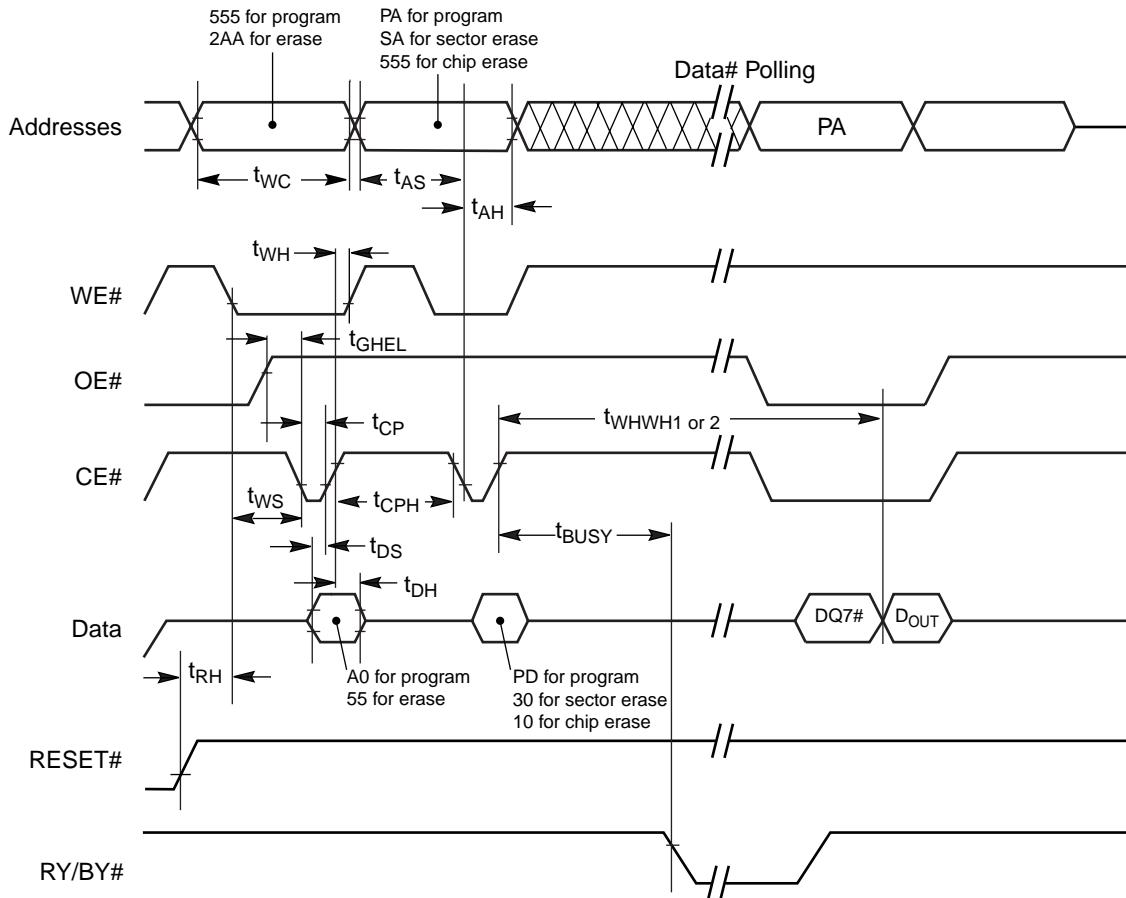 555 for program
2AA for erase
PA for program
SA for sector erase
555 for chip erase
Data# Polling
Addresses
PA
tWC
tAS
tAH
tWH
WE#
tGHEL
OE#
tCP
tWHWH1 or 2
CE#
tWS
tCPH
tBUSY
tDS
tDH
Data
DQ7#
DOUT
tRH
A0 for program
55 for erase
PD for program
30 for sector erase
10 for chip erase
RESET#
RY/BY#